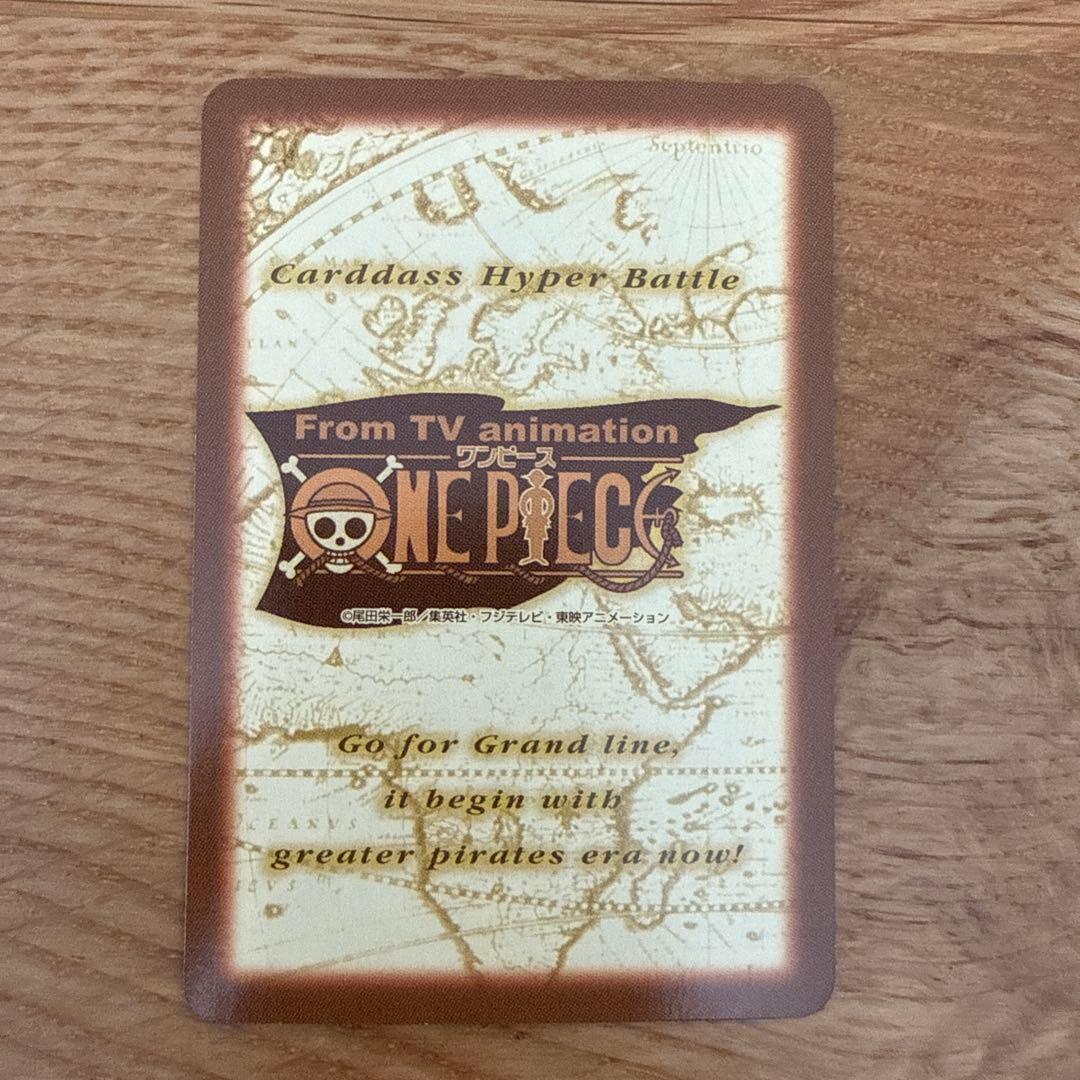 Septentrio
Carddass Hyper Battle
From TV animation
ワンピース
ONE PIECE
©尾田栄一郎/集英社・フジテレビ・東映アニメーション
Go for Grand line,
it begin with
OCEANVS
greater pirates era now!